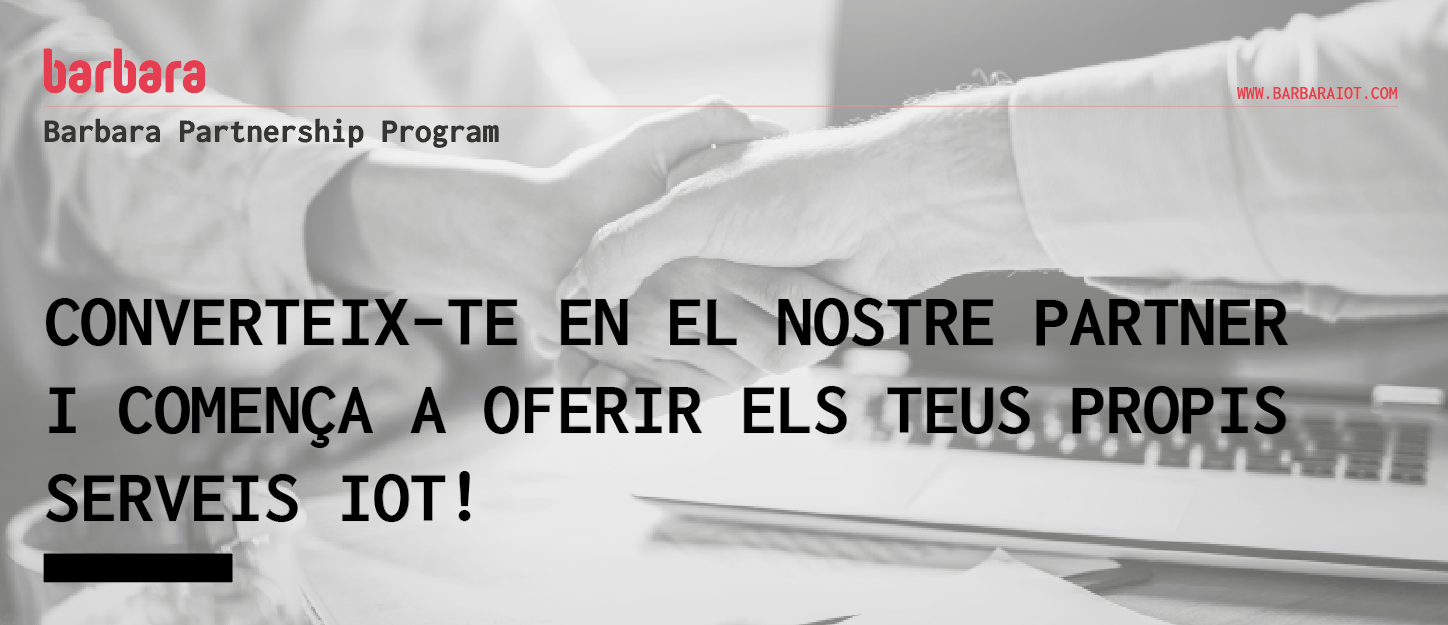 barbara
WWW.BARBARAIOT.COM
Barbara Partnership Program
CONVERTEIX-TE EN EL NOSTRE PARTNER
I COMENÇA A OFERIR ELS TEUS PROPIS
SERVEIS IOT!